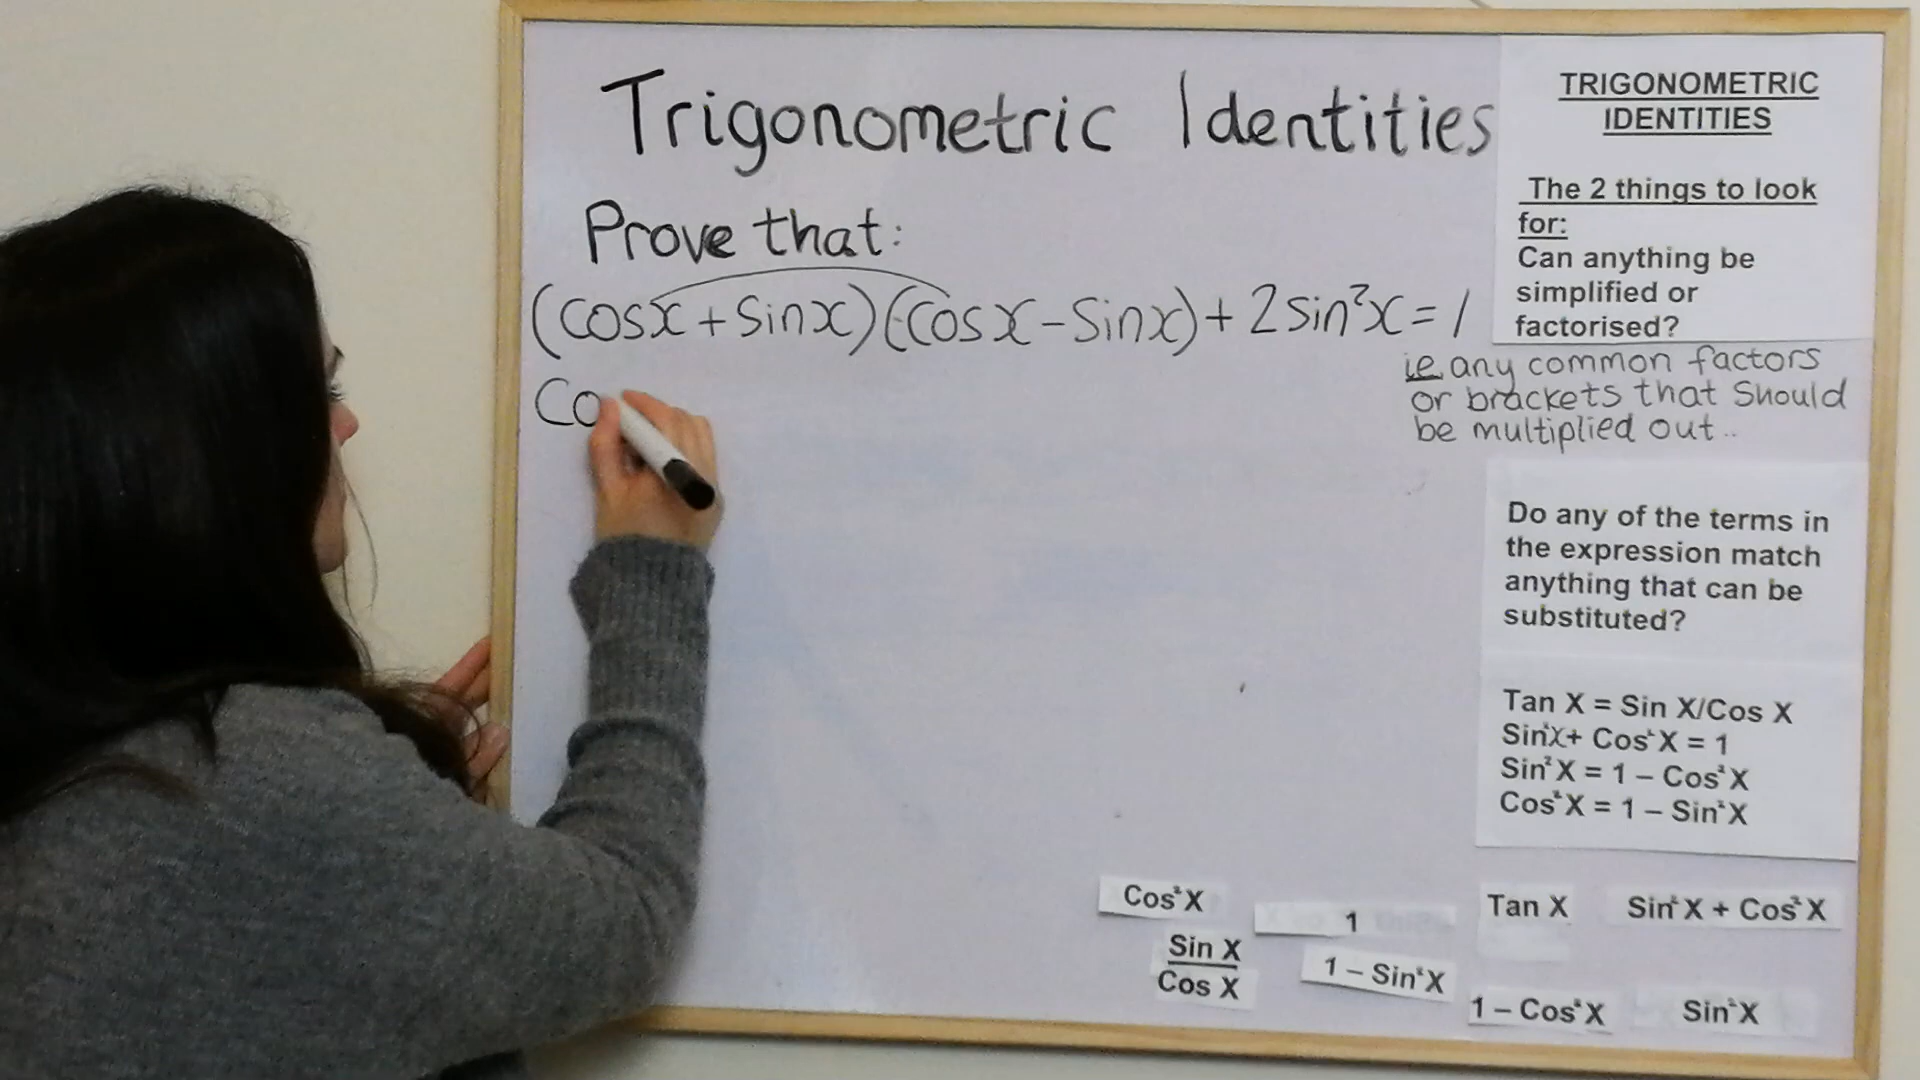 Trigonometric Identities
Prove that:
(Cosx+Sinx)(Cosx-Sinx)+2Sin²x=1
Co
TRIGONOMETRIC
IDENTITIES
The 2 things to look
for:
Can anything be
simplified or
factorised?
ie any common factors
or brackets that Should
be multiplied out..
Do any of the terms in
the expression match
anything that can be
substituted?
Tan X = Sin X/Cos X
Sin²X+ Cos²X = 1
Sin²X = 1 – Cos²X
Cos²X = 1 – Sin²X
Cos²X
1
Tan X
Sin²X + Cos²X
Sin X
Cos X
1 – Sin²X
1 – Cos²X
Sin²X